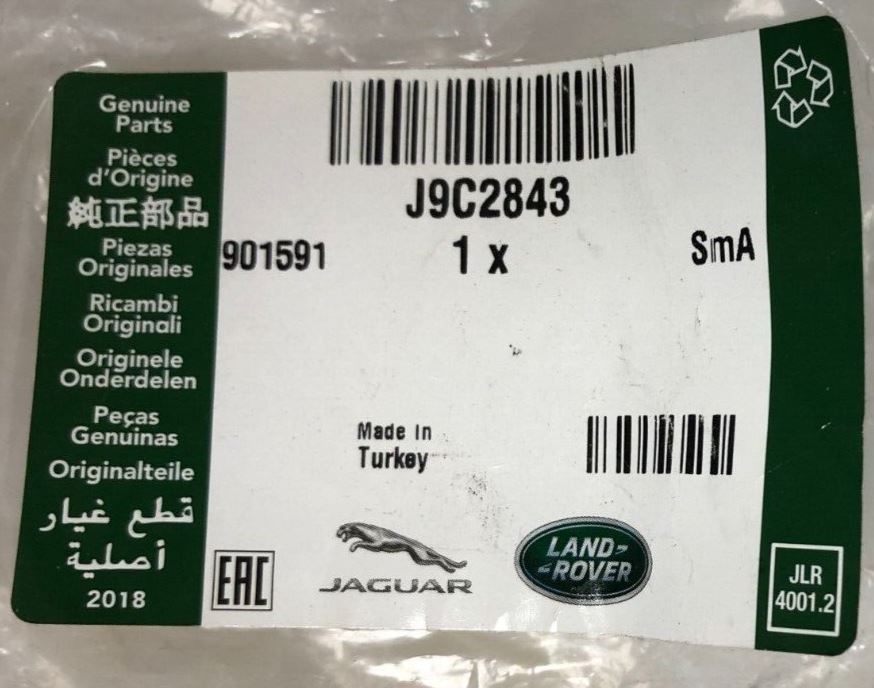 Genuine
Parts
Pièces
d'Origine
純正部品
Piezas
Originales
Ricambi
Originali
Originele
Onderdelen
Peças
Genuinas
Originalteile
قطع غيار
أصلية
2018
J9C2843
901591 1 x SmA
Made In
Turkey
EAC
JAGUAR
LAND-
-ROVER
JLR
4001.2